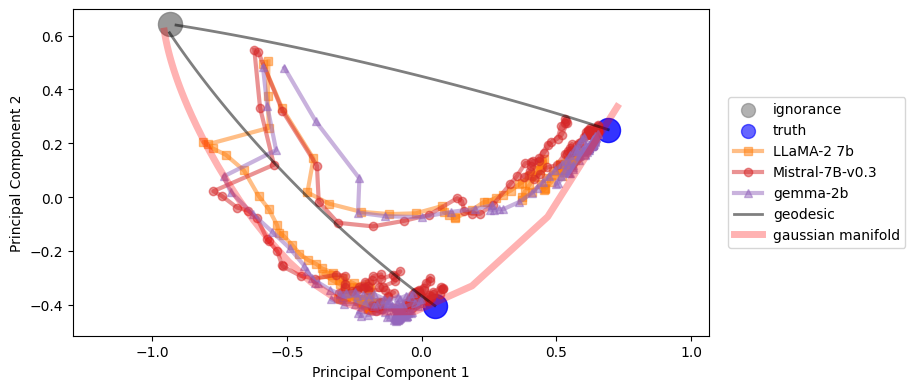 Principal Component 2
0.6
0.4
0.2
0.0
−0.2
−0.4
−1.0
−0.5
0.0
0.5
1.0
Principal Component 1
ignorance
truth
LLaMA-2 7b
Mistral-7B-v0.3
gemma-2b
geodesic
gaussian manifold